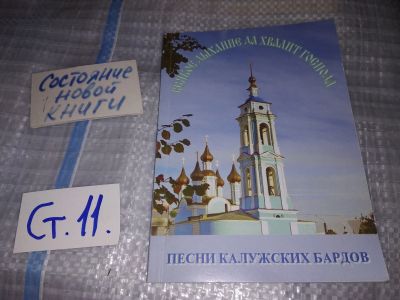 СОСТОЯНИЕ
НОВОЙ
КНИГИ
Ст. 11.
ВСЯКОЕ ДЫХАНИЕ ДА ХВАЛИТ ГОСПОДА
ПЕСНИ КАЛУЖСКИХ БАРДОВ